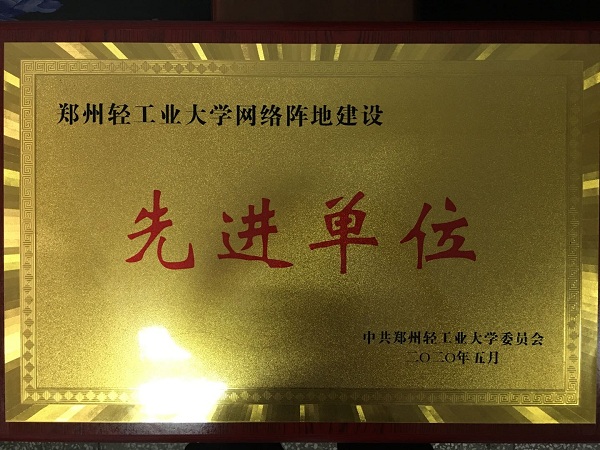 郑州轻工业大学网络阵地建设
先进单位
中共郑州轻工业大学委员会
二〇二〇年五月